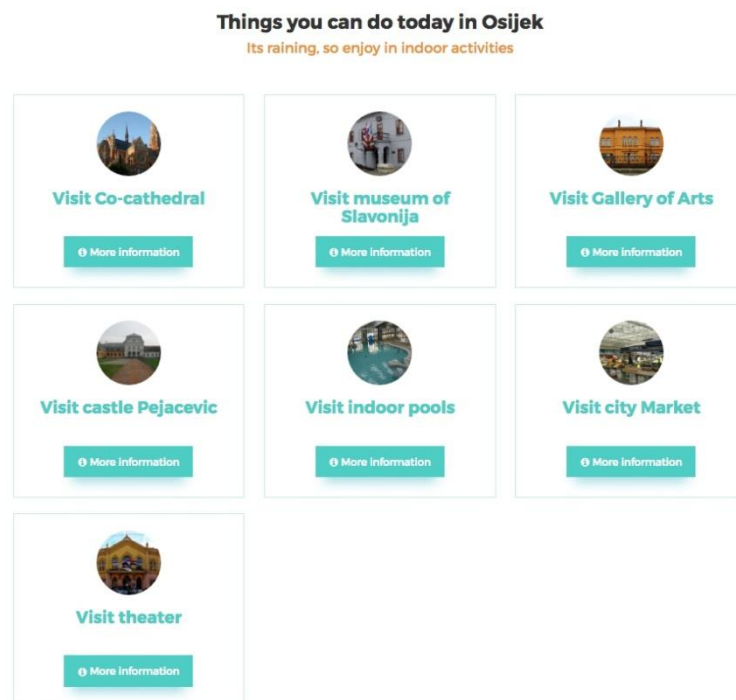 Things you can do today in Osijek
Its raining, so enjoy in indoor activities
Visit Co-cathedral
More information
Visit museum of
Slavonija
More information
Visit Gallery of Arts
More information
Visit castle Pejacevic
More information
Visit indoor pools
More information
Visit city Market
More information
Visit theater
More information